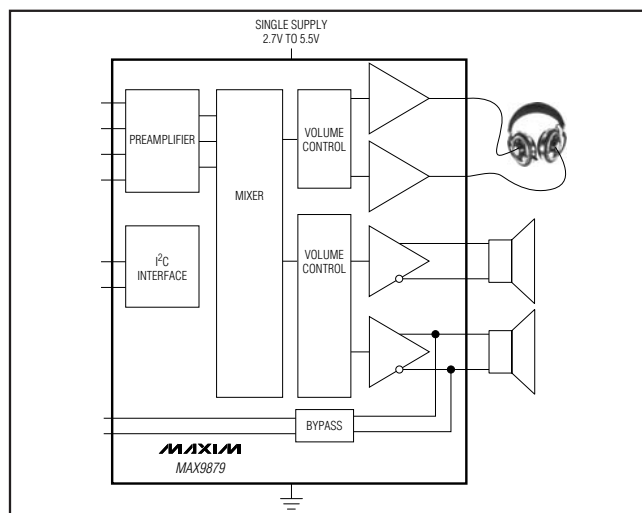 SINGLE SUPPLY
2.7V TO 5.5V
PREAMPLIFIER
MIXER
VOLUME
CONTROL
I²C
INTERFACE
VOLUME
CONTROL
BYPASS
MAXIM
MAX9879